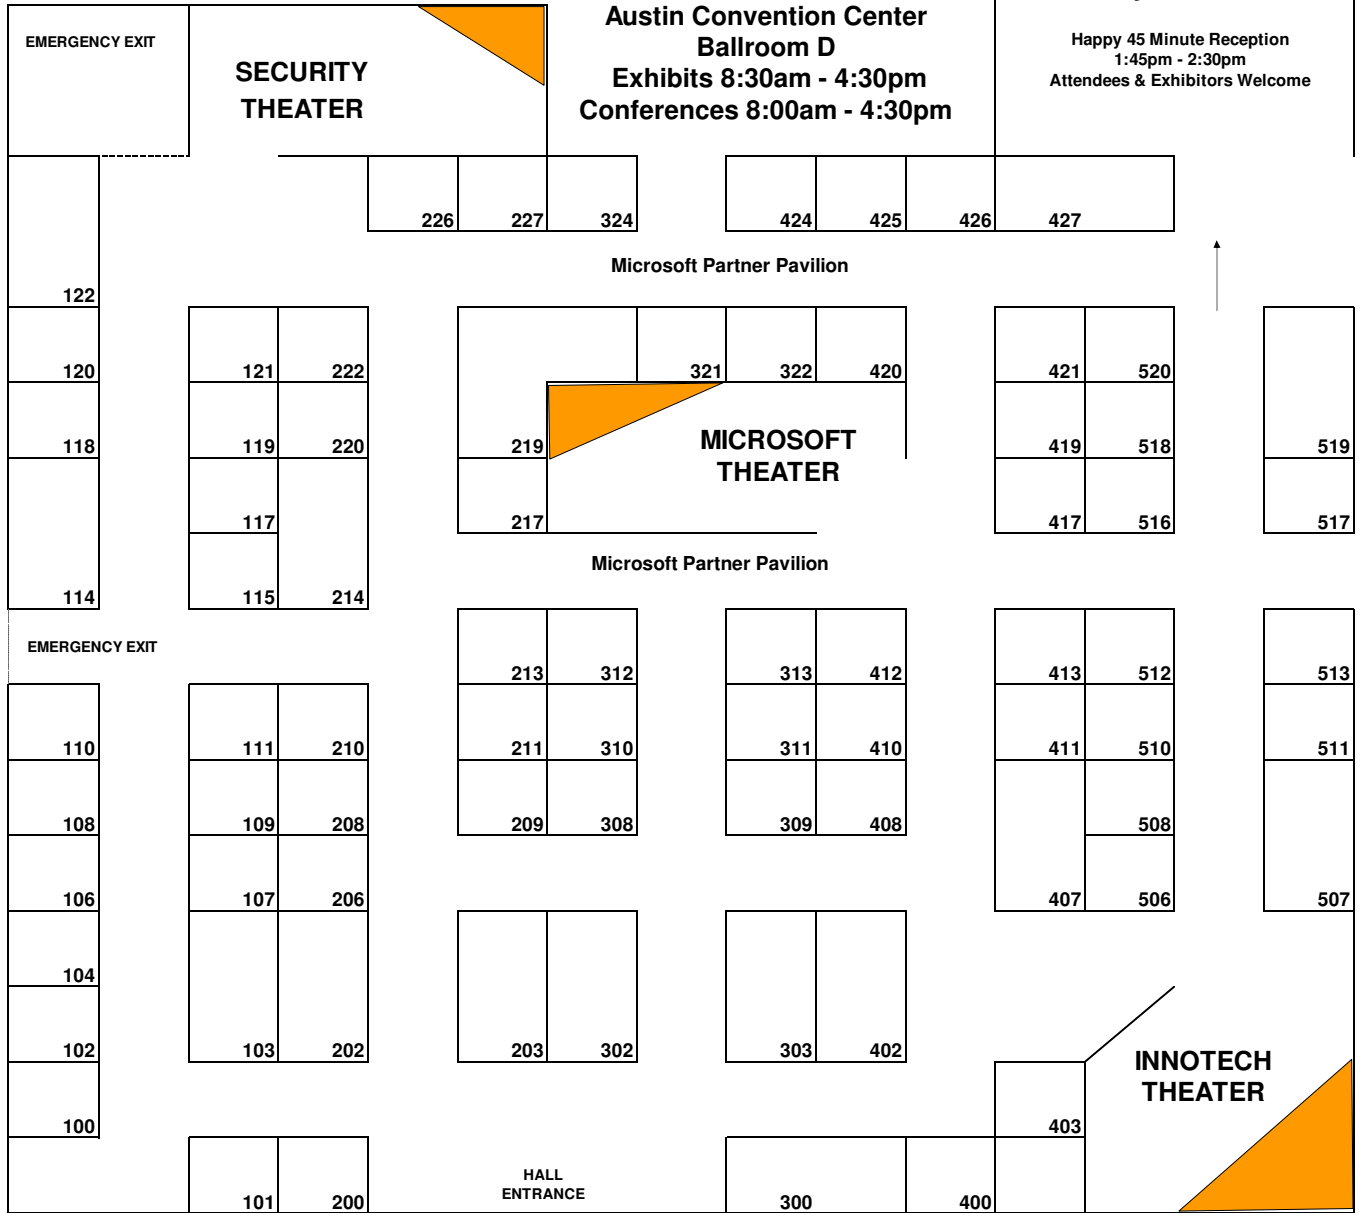 Austin Convention Center
Ballroom D
Exhibits 8:30am - 4:30pm
Conferences 8:00am - 4:30pm
Happy 45 Minute Reception
1:45pm - 2:30pm
Attendees & Exhibitors Welcome
EMERGENCY EXIT
SECURITY
THEATER
226 227 324 424 425 426 427
Microsoft Partner Pavilion
122
120 121 222 321 322 420 421 520
118 119 220 219 419 518 519
MICROSOFT
THEATER
117 217 417 516 517
Microsoft Partner Pavilion
114 115 214
EMERGENCY EXIT
213 312 313 412 413 512 513
110 111 210 211 310 311 410 411 510 511
108 109 208 209 308 309 408 508
106 107 206 407 506 507
104
102 103 202 203 302 303 402
INNOTECH
THEATER
100 403
HALL
ENTRANCE
101 200 300 400